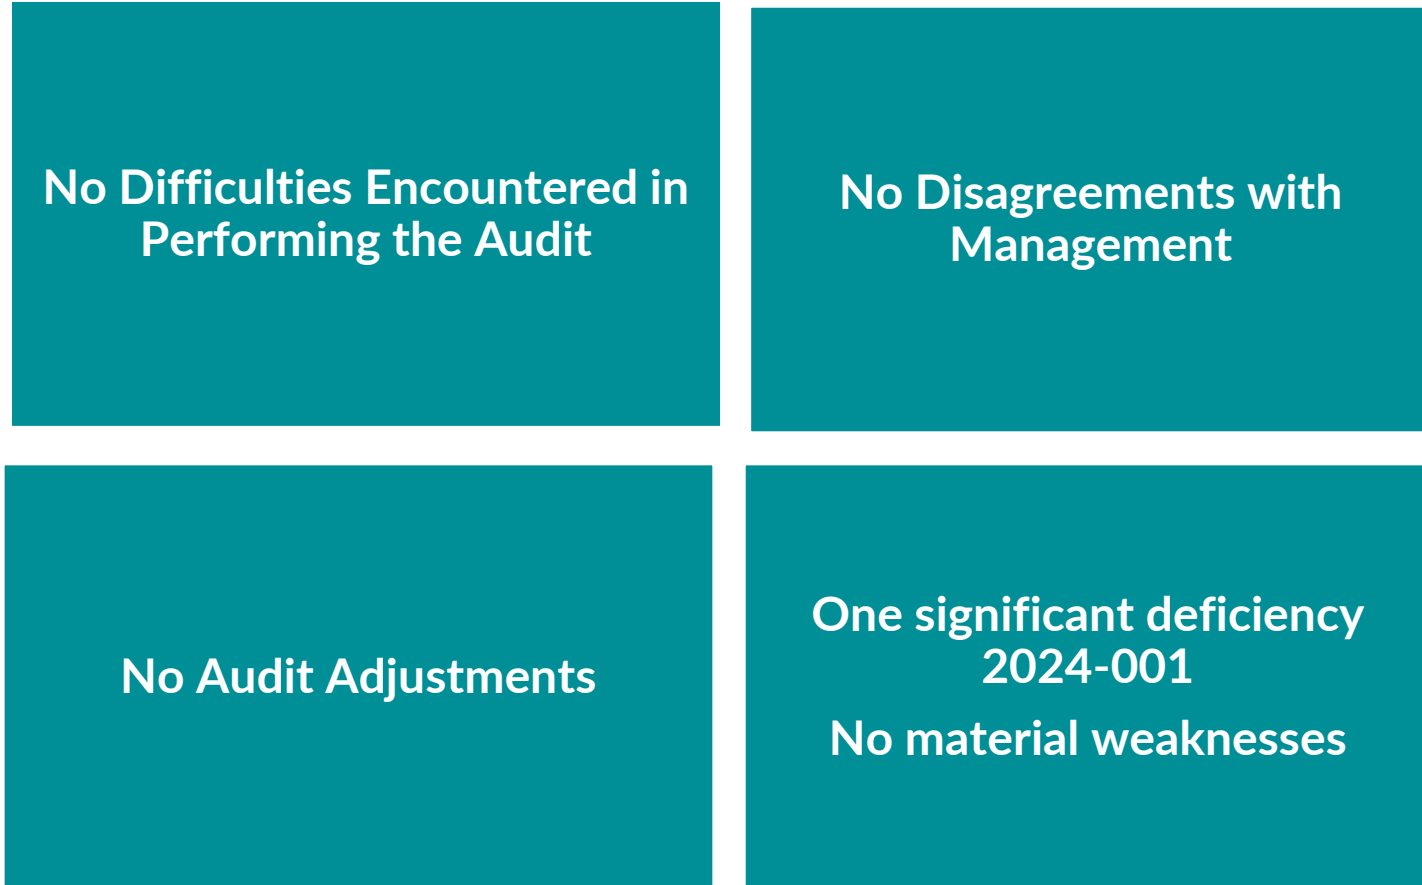 No Difficulties Encountered in
Performing the Audit
No Disagreements with
Management
No Audit Adjustments
One significant deficiency
2024-001
No material weaknesses